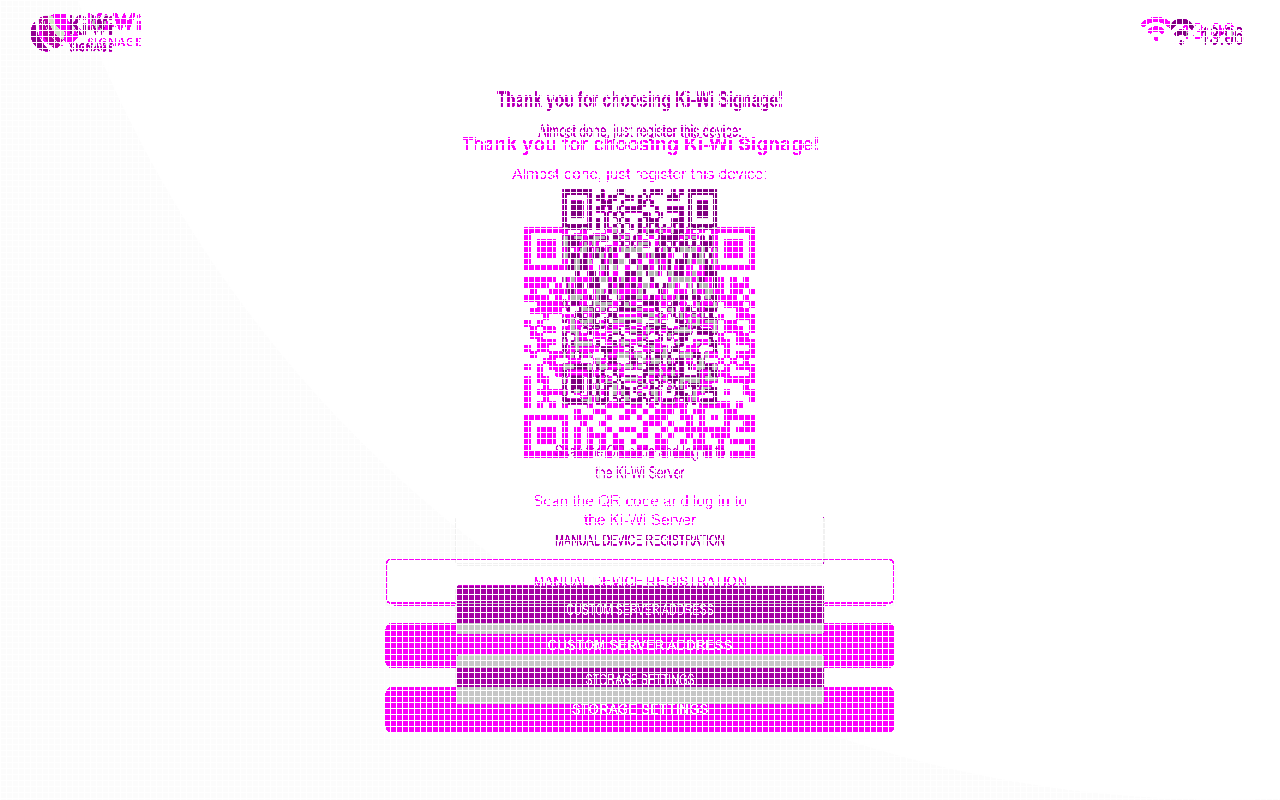 Ki-Wi
SIGNAGE
Thank you for choosing Ki-Wi Signage!
Almost done, just register this device:
Thank you for choosing Ki-Wi Signage!
Almost done, just register this device:
the Ki-Wi Server
Scan the QR code and log in to
the Ki-Wi Server
MANUAL DEVICE REGISTRATION
MANUAL DEVICE REGISTRATION
CUSTOM SERVER ADDRESS
CUSTOM SERVER ADDRESS
STORAGE SETTINGS
STORAGE SETTINGS